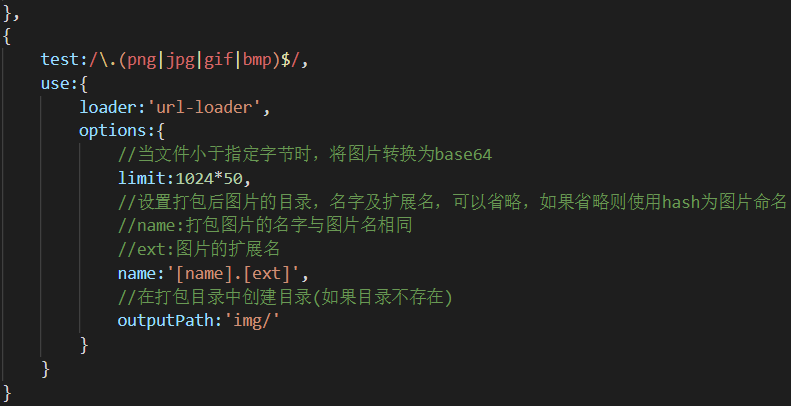 },
{
    test:/\.(png|jpg|gif|bmp)$/,
    use:{
        loader:'url-loader',
        options:{
            //当文件小于指定字节时，将图片转换为base64
            limit:1024*50,
            //设置打包后图片的目录，名字及扩展名，可以省略，如果省略则使用hash为图片命名
            //name:打包图片的名字与图片名相同
            //ext:图片的扩展名
            name:'[name].[ext]',
            //在打包目录中创建目录(如果目录不存在)
            outputPath:'img/'
        }
    }
}